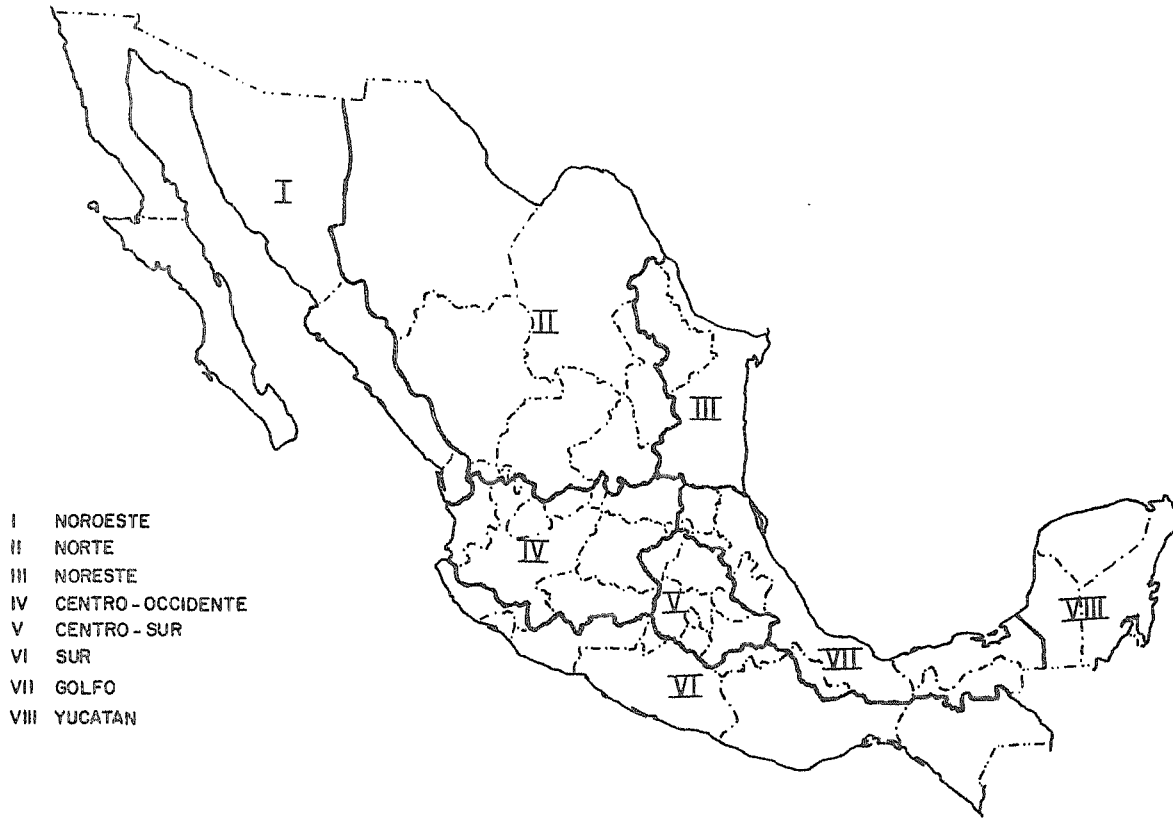 I
II
III
IV
V
VI
VII
VIII
I NOROESTE
II NORTE
III NORESTE
IV CENTRO-OCCIDENTE
V CENTRO-SUR
VI SUR
VII GOLFO
VIII YUCATAN